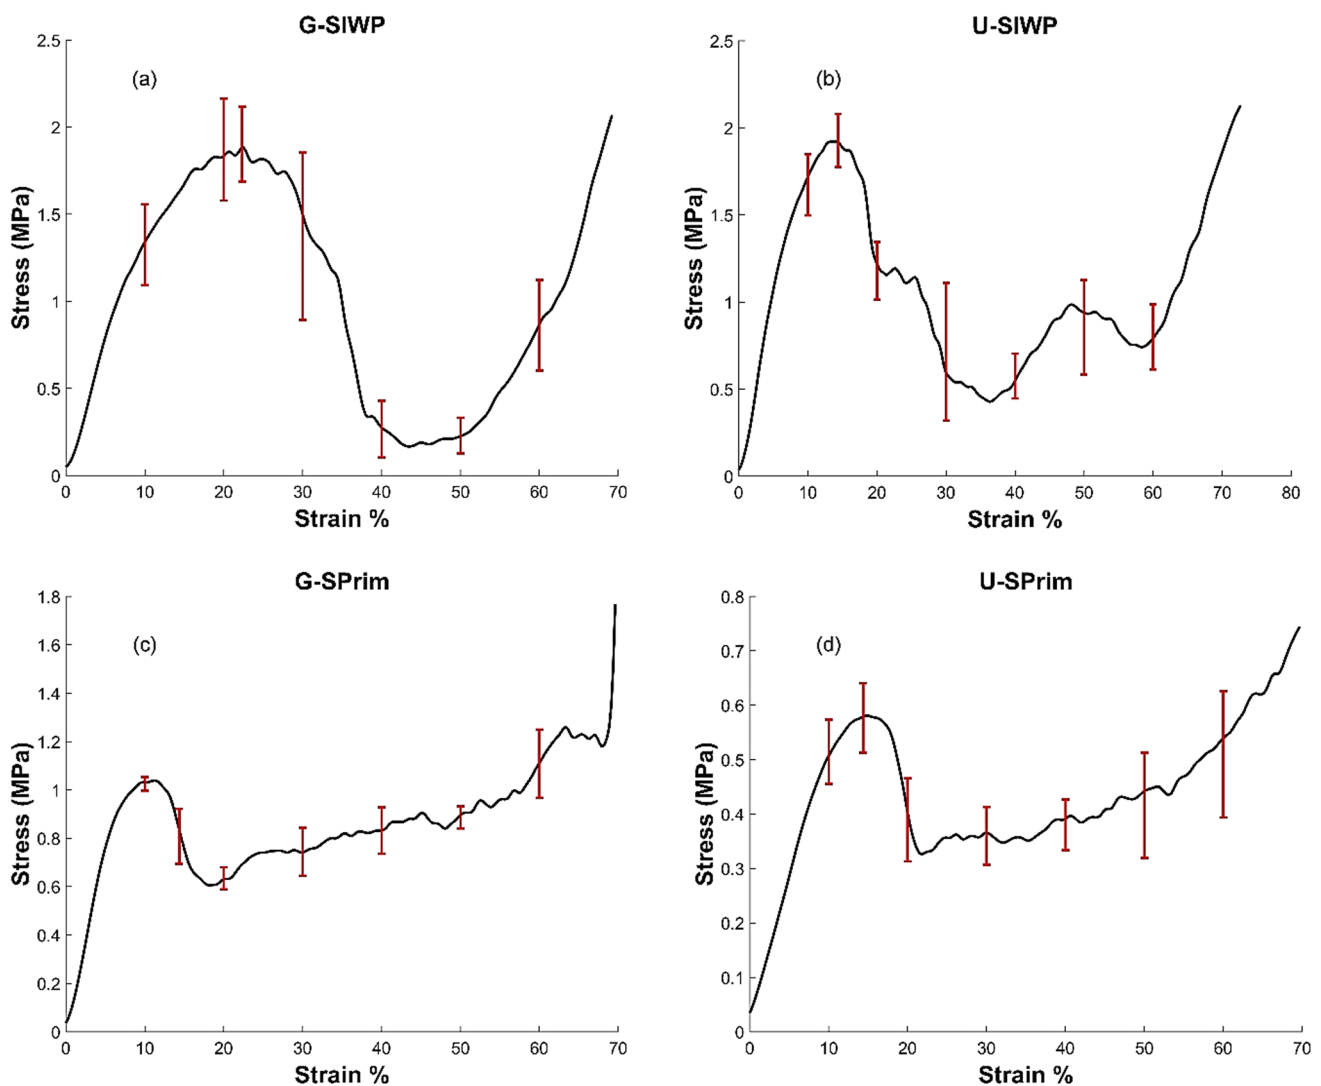 G-SIWP
(a)
Stress (MPa)
2.5
2
1.5
1
0.5
0
0 10 20 30 40 50 60 70
Strain %
U-SIWP
(b)
Stress (MPa)
2.5
2
1.5
1
0.5
0
0 10 20 30 40 50 60 70 80
Strain %
G-SPrim
(c)
Stress (MPa)
1.8
1.6
1.4
1.2
1
0.8
0.6
0.4
0.2
0
0 10 20 30 40 50 60 70
Strain %
U-SPrim
(d)
Stress (MPa)
0.8
0.7
0.6
0.5
0.4
0.3
0.2
0.1
0
0 10 20 30 40 50 60 70
Strain %